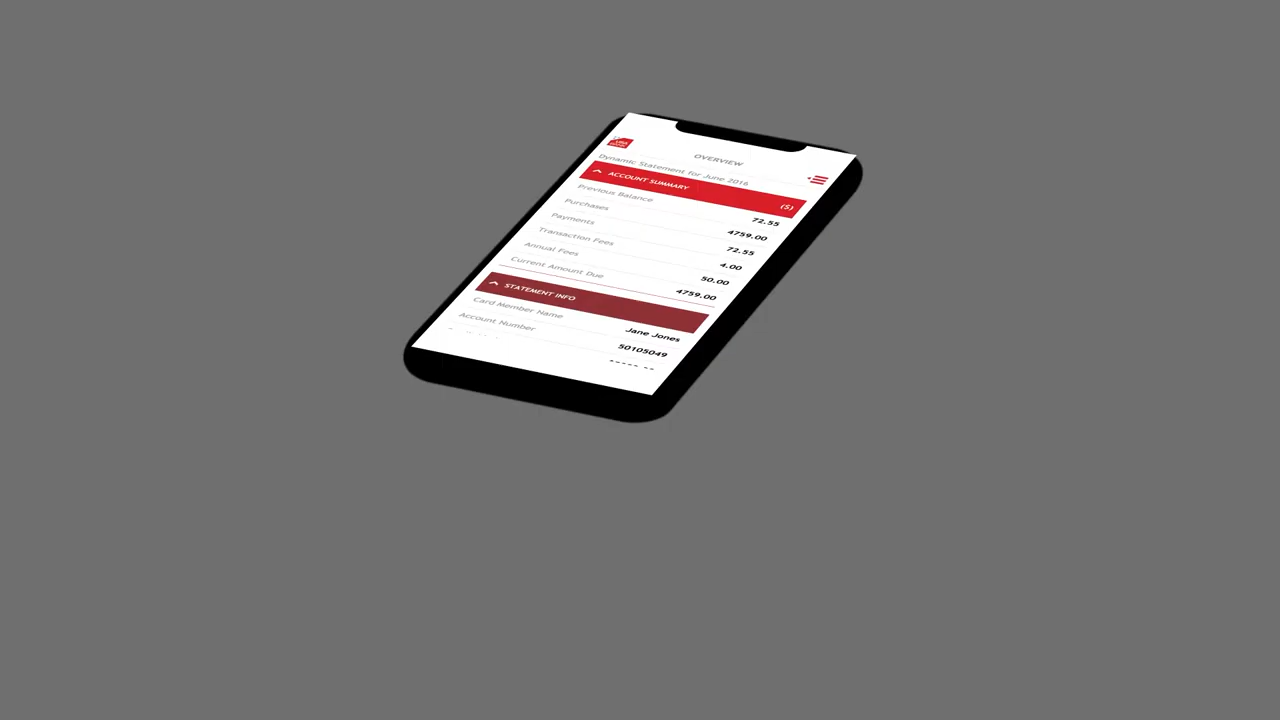 OVERVIEW
Dynamic Statement for June 2016
ACCOUNT SUMMARY ($)
Previous Balance 72.55
Purchases 4759.00
Payments 72.55
Transaction Fees 4.00
Annual Fees 50.00
Current Amount Due 4759.00
STATEMENT INFO
Card Member Name Jane Jones
Account Number 50105049